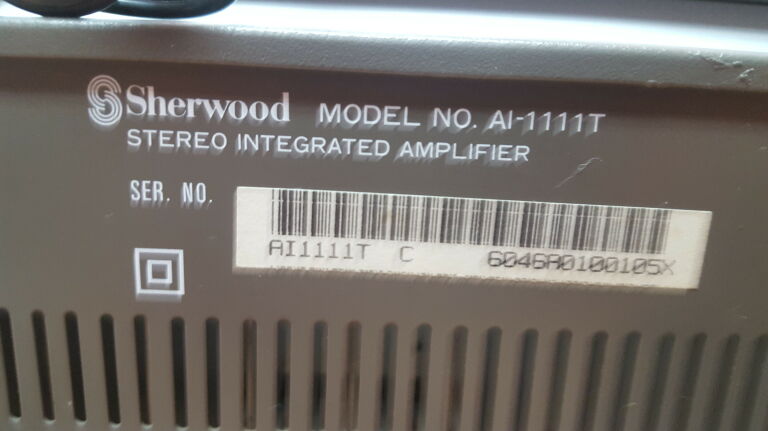 Sherwood MODEL NO. AI-1111T
STEREO INTEGRATED AMPLIFIER
SER. NO.
AI1111T C 6046A0100105X